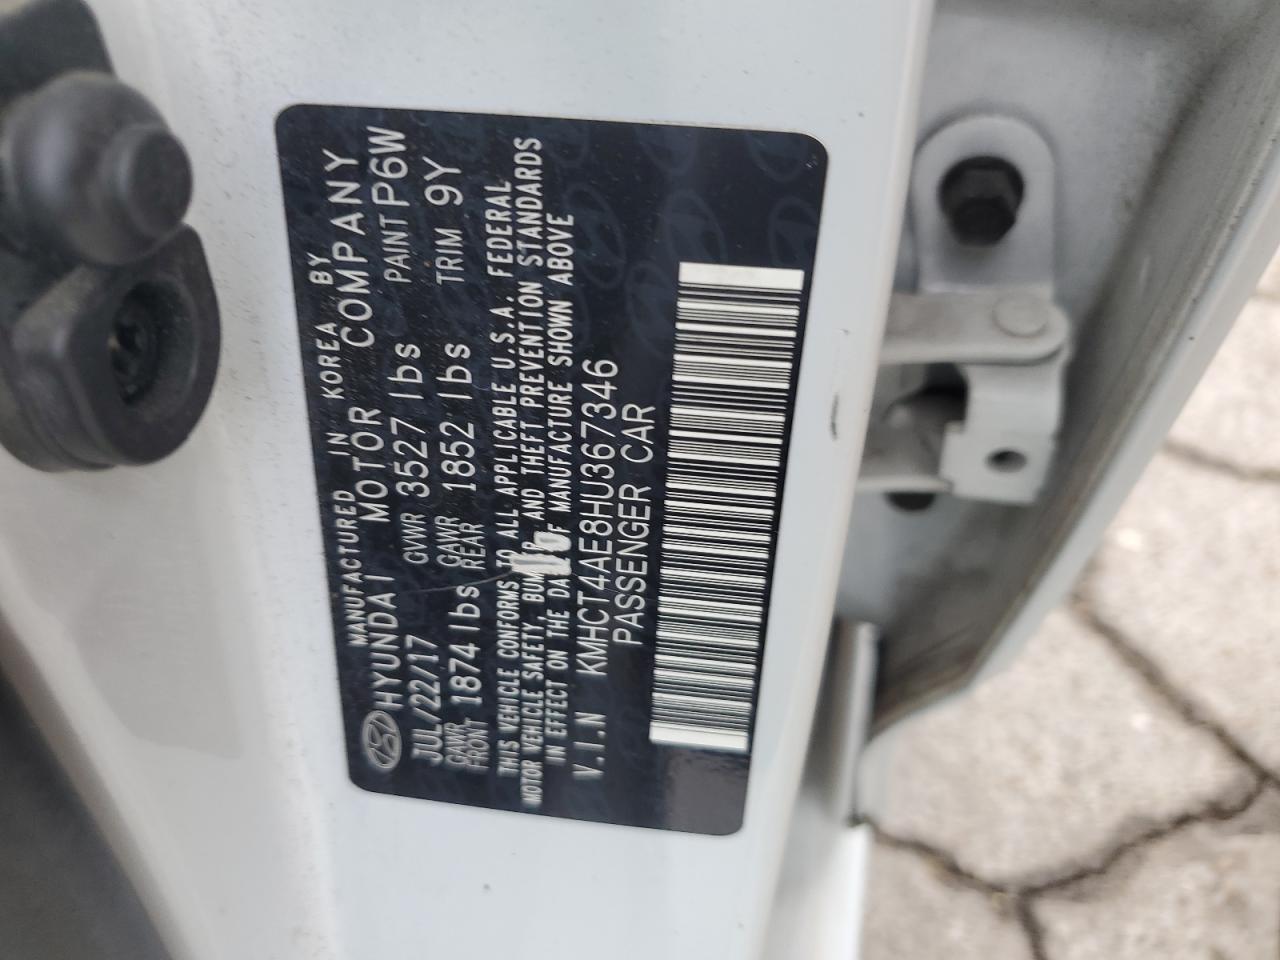 MANUFACTURED IN KOREA BY
HYUNDAI MOTOR COMPANY
JUL/22/17 GVWR 3527 lbs PAINT P6W
GAWR FRONT 1874 lbs GAWR REAR 1852 lbs TRIM 9Y
THIS VEHICLE CONFORMS TO ALL APPLICABLE U.S.A. FEDERAL
MOTOR VEHICLE SAFETY, BUMPER AND THEFT PREVENTION STANDARDS
IN EFFECT ON THE DATE OF MANUFACTURE SHOWN ABOVE
V.I.N KMHCT4AE8HU367346
PASSENGER CAR